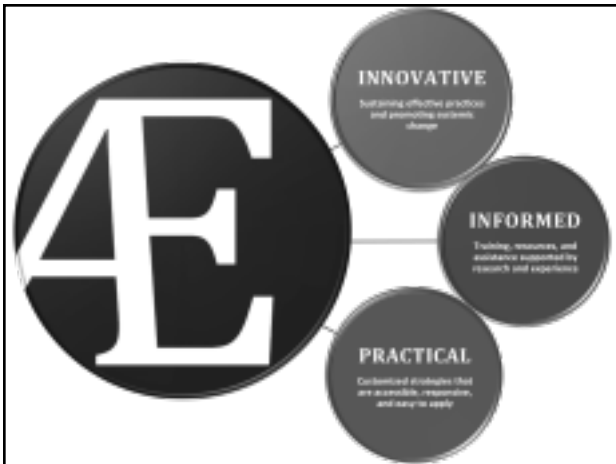 Æ
INNOVATIVE
Sustaining effective practices
and promoting systemic
change
INFORMED
Training, resources, and
assistance supported by
research and experience
PRACTICAL
Customized strategies that
are accessible, responsive,
and easy-to apply